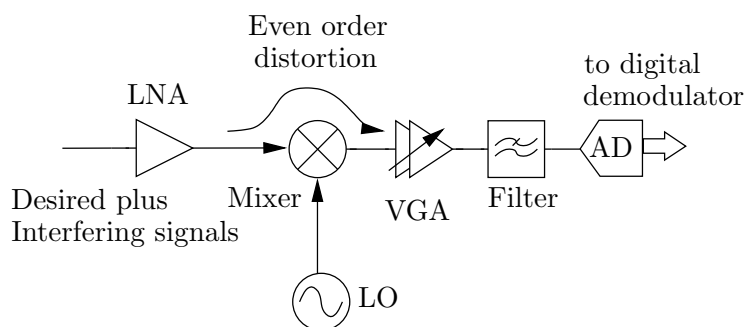 Even order
distortion
LNA
to digital
demodulator
AD
Mixer
VGA
Filter
Desired plus
Interfering signals
LO